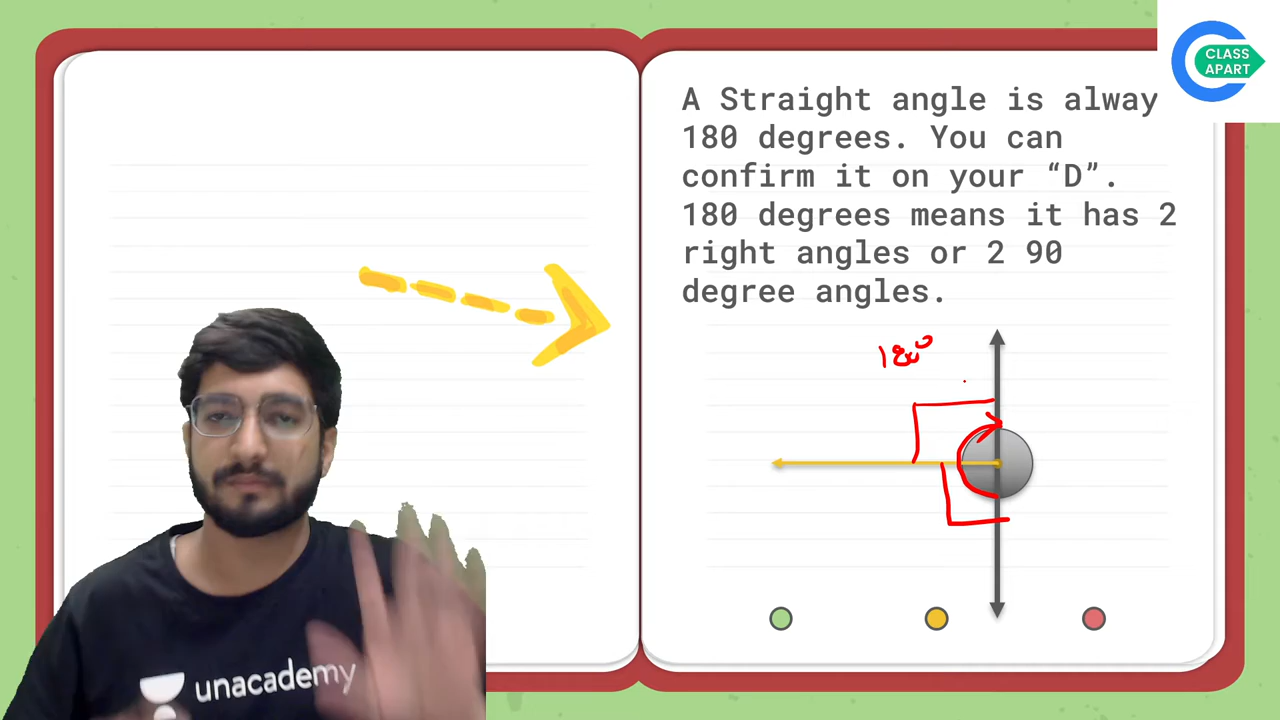 CLASS
APART
A Straight angle is alway
180 degrees. You can
confirm it on your “D”.
180 degrees means it has 2
right angles or 2 90
degree angles.
180°
unacademy